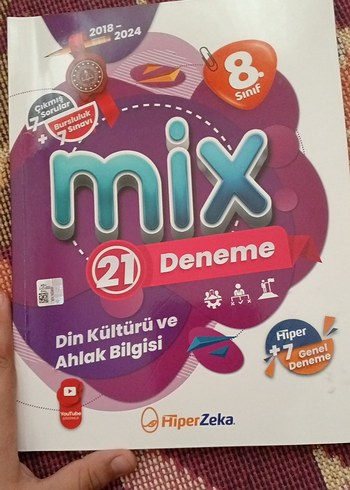 2018 –
2024
8.
Sınıf
Çıkmış
Sorular
7
Bursluluk
Sınavı
+7
mix
21 Deneme
Din Kültürü ve
Ahlak Bilgisi
Hiper
+7 Genel
Deneme
YouTube
HiperZeka